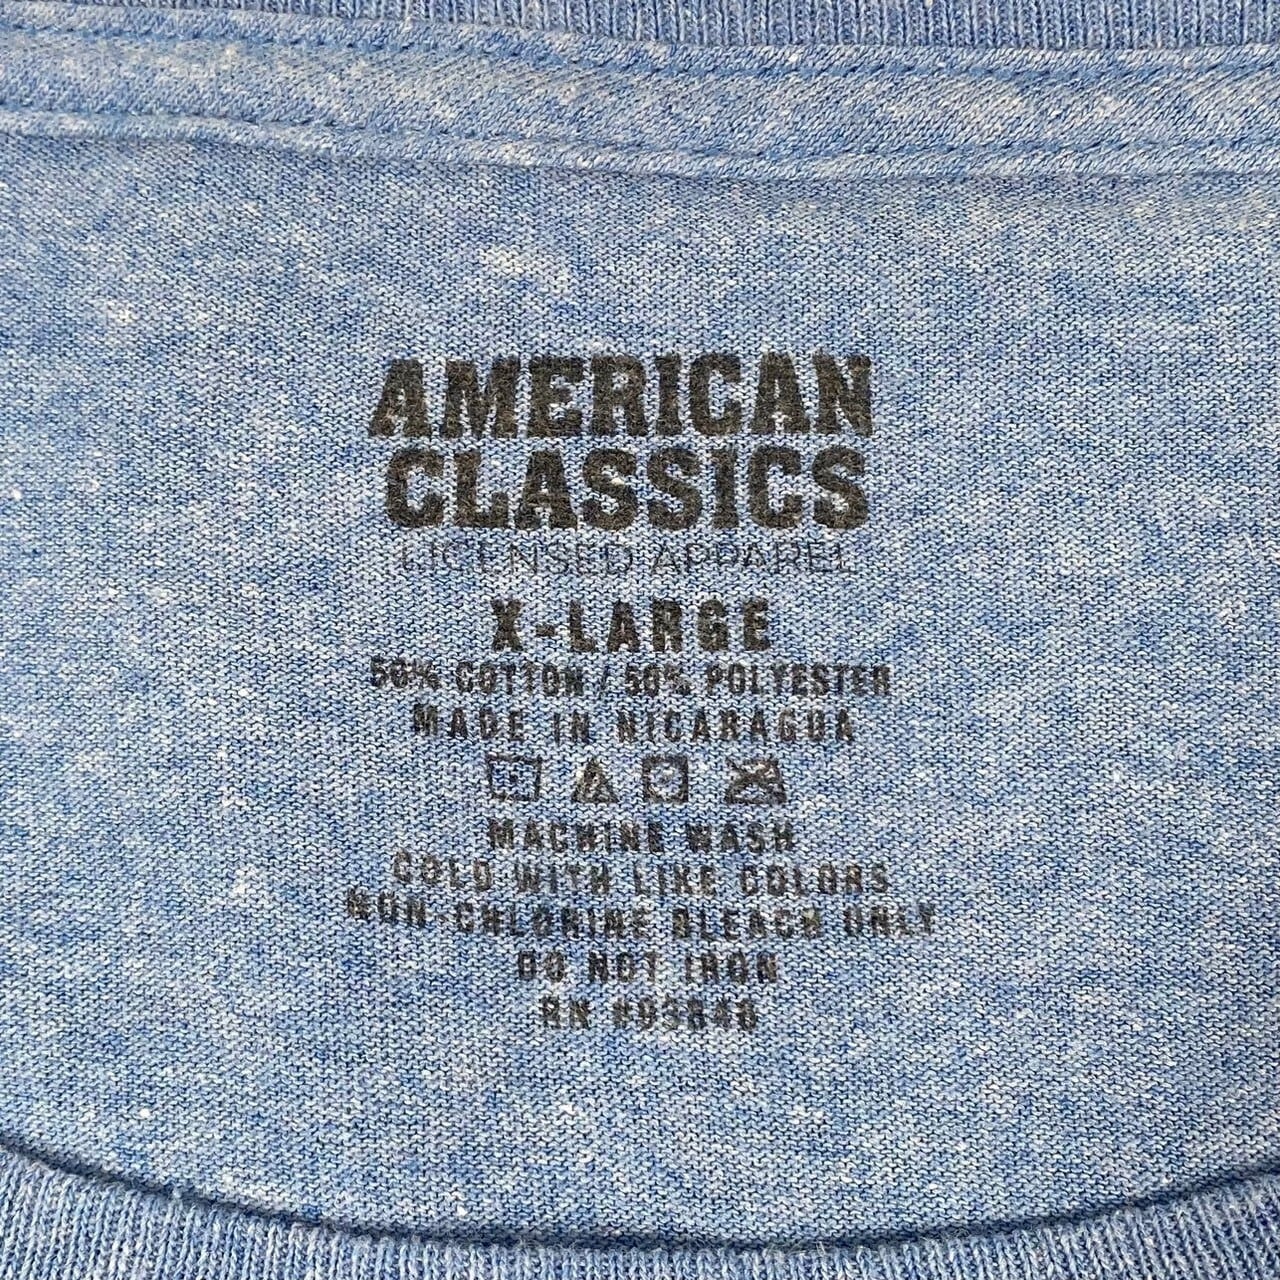 AMERICAN
CLASSICS
LICENSED APPAREL
X-LARGE
50% COTTON / 50% POLYESTER
MADE IN NICARAGUA
MACHINE WASH
COLD WITH LIKE COLORS
NON-CHLORINE BLEACH ONLY
DO NOT IRON
RN